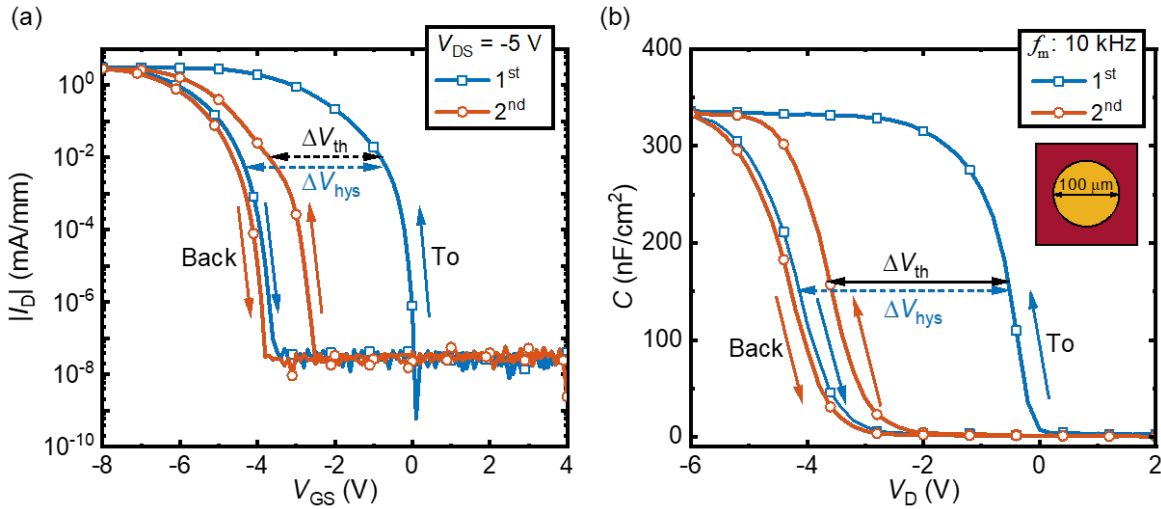 (a)
V_DS = -5 V
1st
2nd
ΔV_th
ΔV_hys
Back
To
10^0
10^-2
10^-4
10^-6
10^-8
10^-10
|I_D| (mA/mm)
-8 -6 -4 -2 0 2 4
V_GS (V)
(b)
f_m: 10 kHz
1st
2nd
100 μm
ΔV_th
ΔV_hys
Back
To
400
300
200
100
0
C (nF/cm²)
-6 -4 -2 0 2
V_D (V)